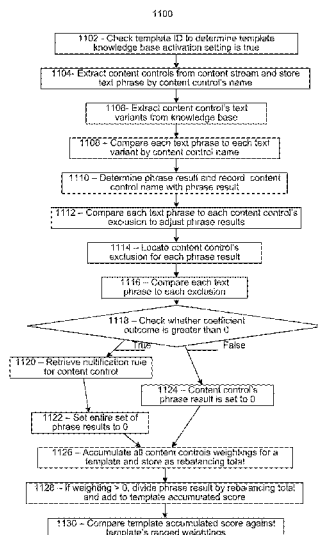 1100
1102 - Check template ID to determine template
knowledge base activation setting is true
1104- Extract content controls from content stream and store
text phrase by content control's name
1106- Extract content control's text
variants from knowledge base
1108 - Compare each text phrase to each text
variant by content control name
1110 - Determine phrase result and record content
control name with phrase result
1112 - Compare each text phrase to each content control's
exclusion to adjust phrase results
1114 - Locate content control's
exclusion for each phrase result
1116 - Compare each text
phrase to each exclusion
1118 - Check whether coefficient
outcome is greater than 0
True
False
1120 - Retrieve nullification rule
for content control
1124 - Content control's
phrase result is set to 0
1122 - Set entire set of
phrase results to 0
1126 - Accumulate all content controls weightings for a
template and store as rebalancing total
1128 - If weighting > 0, divide phrase result by rebalancing total
and add to template accumulated score
1130 - Compare template accumulated score against
template's ranged weightings